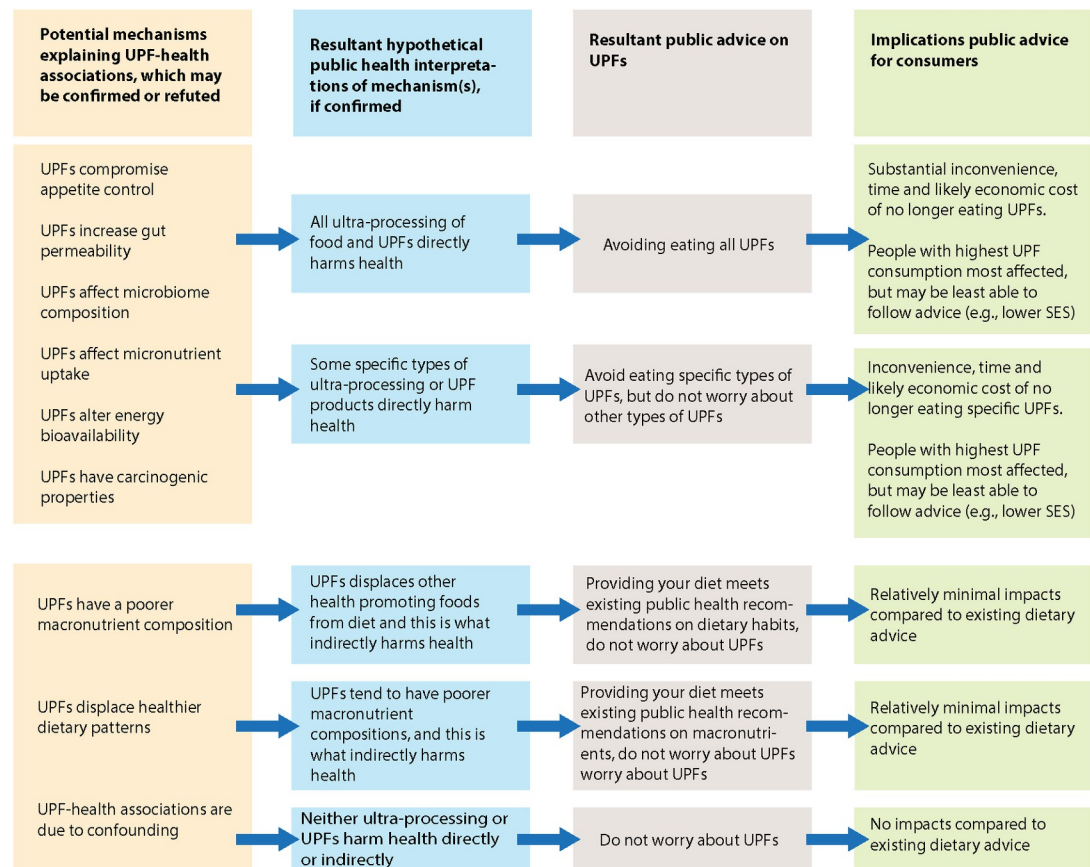 Potential mechanisms
explaining UPF-health
associations, which may
be confirmed or refuted
Resultant hypothetical
public health interpreta-
tions of mechanism(s),
if confirmed
Resultant public advice on
UPFs
Implications public advice
for consumers
UPFs compromise
appetite control
UPFs increase gut
permeability
UPFs affect microbiome
composition
UPFs affect micronutrient
uptake
UPFs alter energy
bioavailability
UPFs have carcinogenic
properties
All ultra-processing of
food and UPFs directly
harms health
Avoiding eating all UPFs
Substantial inconvenience,
time and likely economic cost
of no longer eating UPFs.
People with highest UPF
consumption most affected,
but may be least able to
follow advice (e.g., lower SES)
Some specific types of
ultra-processing or UPF
products directly harm
health
Avoid eating specific types of
UPFs, but do not worry about
other types of UPFs
Inconvenience, time and
likely economic cost of no
longer eating specific UPFs.
People with highest UPF
consumption most affected,
but may be least able to
follow advice (e.g., lower SES)
UPFs have a poorer
macronutrient composition
UPFs displaces other
health promoting foods
from diet and this is what
indirectly harms health
Providing your diet meets
existing public health recom-
mendations on dietary habits,
do not worry about UPFs
Relatively minimal impacts
compared to existing dietary
advice
UPFs displace healthier
dietary patterns
UPFs tend to have poorer
macronutrient
compositions, and this is
what indirectly harms
health
Providing your diet meets
existing public health recom-
mendations on macronutri-
ents, do not worry about UPFs
worry about UPFs
Relatively minimal impacts
compared to existing dietary
advice
UPF-health associations are
due to confounding
Neither ultra-processing or
UPFs harm health directly
or indirectly
Do not worry about UPFs
No impacts compared to
existing dietary advice